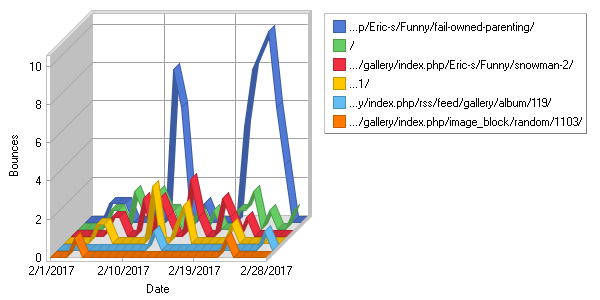 ...p/Eric-s/Funny/fail-owned-parenting/
/
.../gallery/index.php/Eric-s/Funny/snowman-2/
...1/
...y/index.php/rss/feed/gallery/album/119/
.../gallery/index.php/image_block/random/1103/
10
8
6
4
2
0
Bounces
2/1/2017 2/10/2017 2/19/2017 2/28/2017
Date